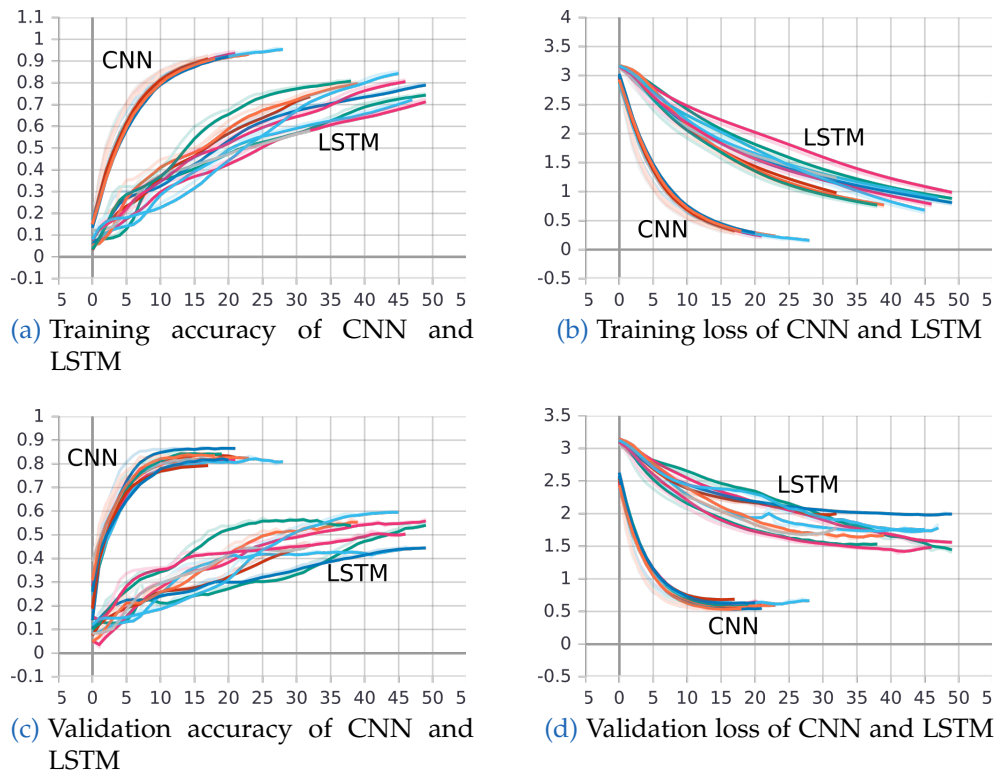 1.1
1
0.9
0.8
0.7
0.6
0.5
0.4
0.3
0.2
0.1
0
-0.1
CNN
LSTM
5 0 5 10 15 20 25 30 35 40 45 50 5
(a) Training accuracy of CNN and
LSTM
4
3.5
3
2.5
2
1.5
1
0.5
0
-0.5
LSTM
CNN
5 0 5 10 15 20 25 30 35 40 45 50 5
(b) Training loss of CNN and LSTM
1
0.9
0.8
0.7
0.6
0.5
0.4
0.3
0.2
0.1
0
-0.1
CNN
LSTM
5 0 5 10 15 20 25 30 35 40 45 50 5
(c) Validation accuracy of CNN and
LSTM
3.5
3
2.5
2
1.5
1
0.5
0
-0.5
LSTM
CNN
5 0 5 10 15 20 25 30 35 40 45 50 5
(d) Validation loss of CNN and LSTM